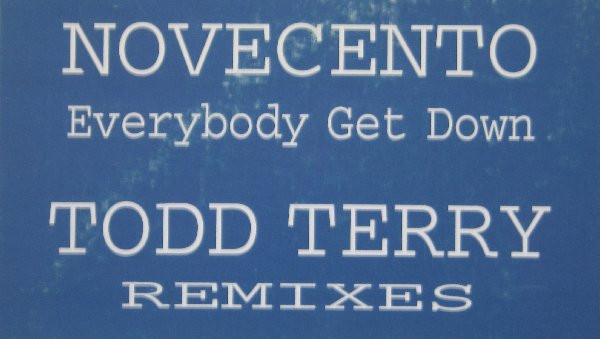 NOVECENTO
Everybody Get Down
TODD TERRY
REMIXES